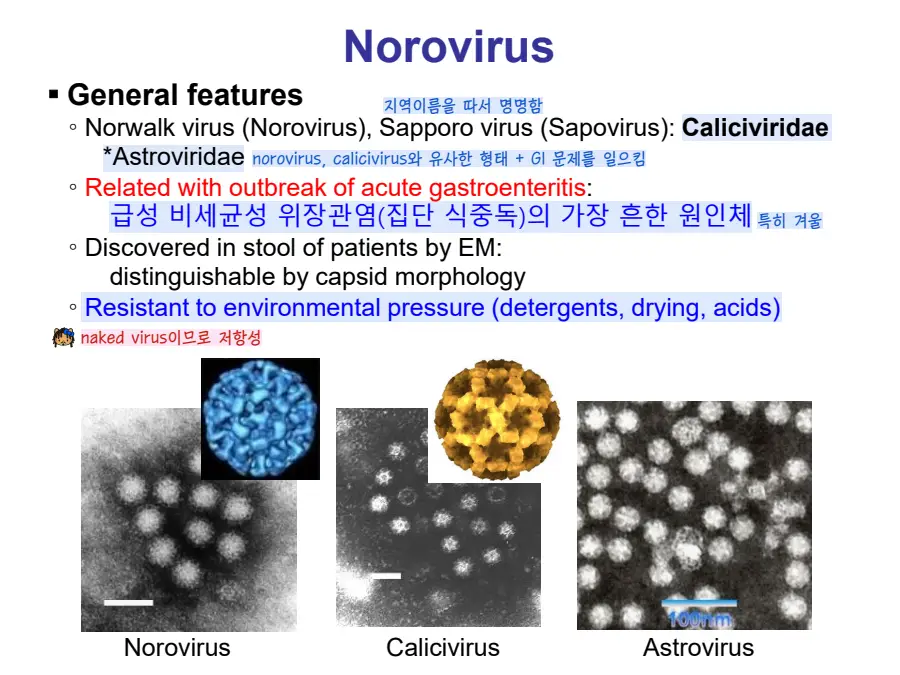 Norovirus
▪ General features
지역이름을 따서 명명함
◦ Norwalk virus (Norovirus), Sapporo virus (Sapovirus): Caliciviridae
*Astroviridae norovirus, calicivirus와 유사한 형태 + GI 문제를 일으킴
◦ Related with outbreak of acute gastroenteritis:
급성 비세균성 위장관염(집단 식중독)의 가장 흔한 원인체 특히 겨울
◦ Discovered in stool of patients by EM:
distinguishable by capsid morphology
◦ Resistant to environmental pressure (detergents, drying, acids)
naked virus이므로 저항성
100nm
Norovirus
Calicivirus
Astrovirus